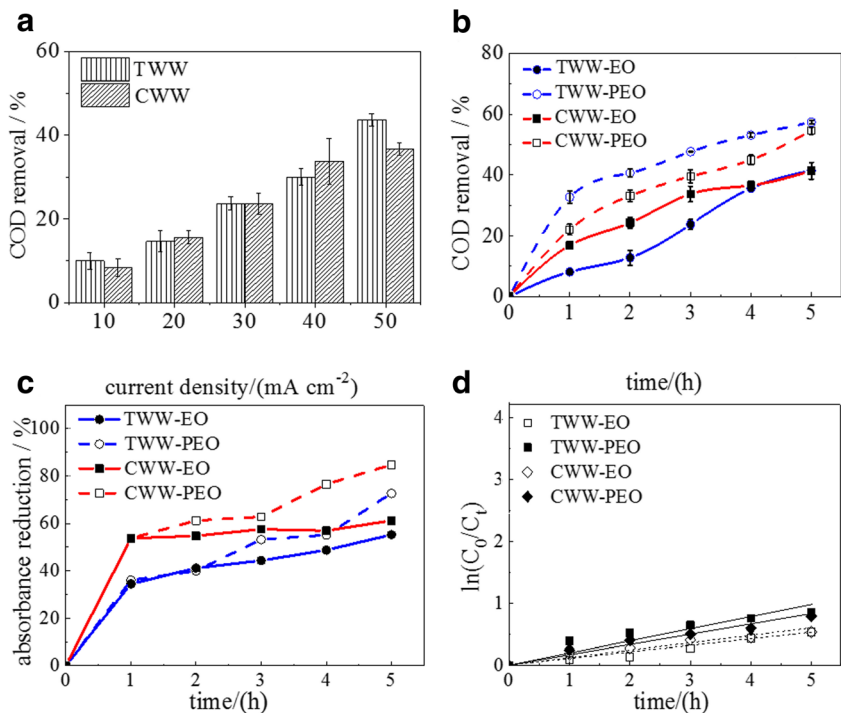 a
COD removal / %
60
40
20
0
TWW
CWW
10 20 30 40 50
current density/(mA cm⁻²)
b
COD removal / %
80
60
40
20
0
TWW-EO
TWW-PEO
CWW-EO
CWW-PEO
0 1 2 3 4 5
time/(h)
c
absorbance reduction / %
100
80
60
40
20
0
TWW-EO
TWW-PEO
CWW-EO
CWW-PEO
0 1 2 3 4 5
time/(h)
d
ln(C₀/Cₜ)
4
3
2
1
0
TWW-EO
TWW-PEO
CWW-EO
CWW-PEO
0 1 2 3 4 5
time/(h)